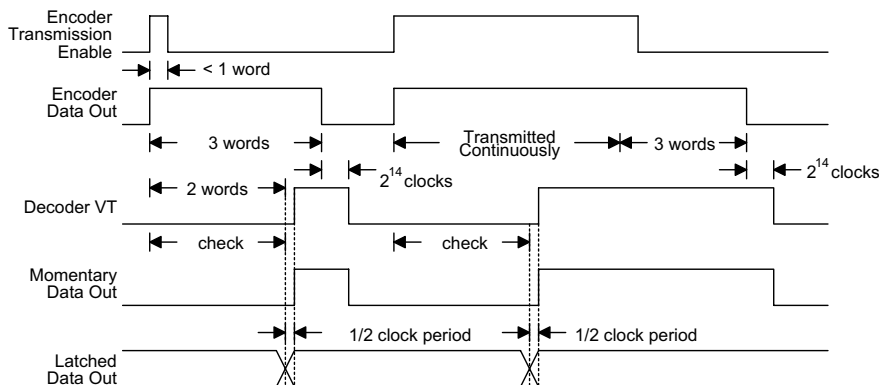 Encoder
Transmission
Enable
< 1 word
Encoder
Data Out
3 words
Transmitted
Continuously
3 words
2^14 clocks
2^14 clocks
2 words
Decoder VT
check
check
Momentary
Data Out
1/2 clock period
1/2 clock period
Latched
Data Out